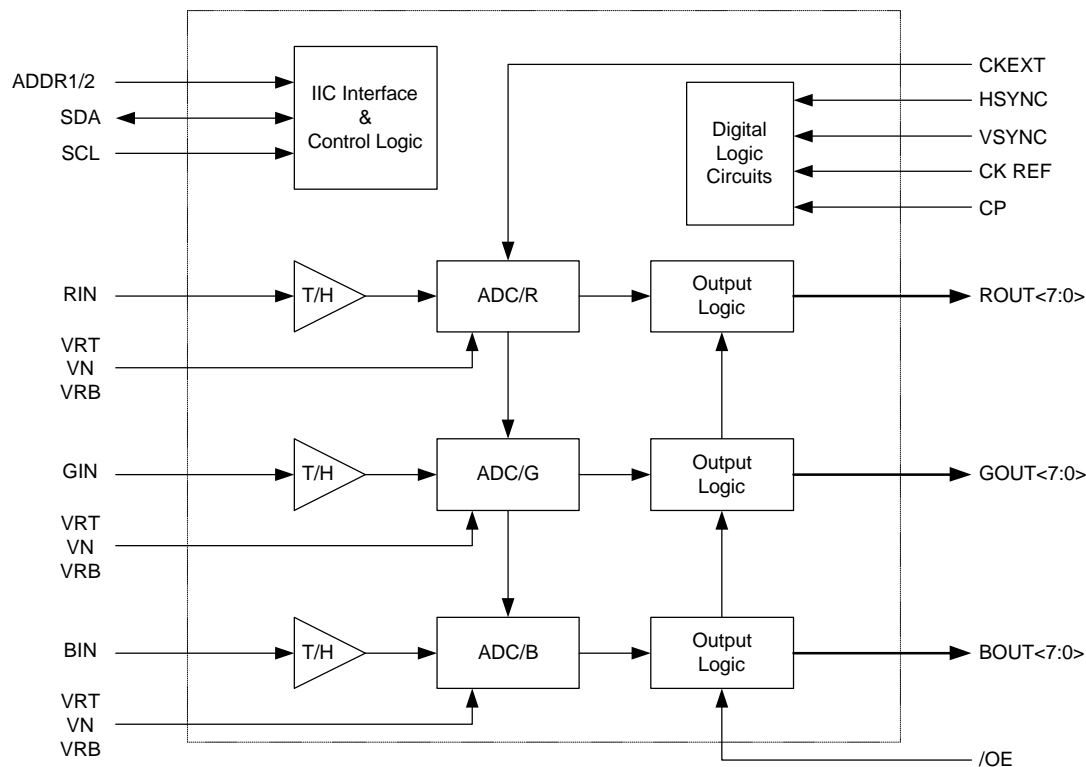 ADDR1/2
SDA
SCL
IIC Interface
&
Control Logic
CKEXT
HSYNC
VSYNC
CK REF
CP
Digital
Logic
Circuits
RIN
T/H
ADC/R
Output
Logic
ROUT<7:0>
VRT
VN
VRB
GIN
T/H
ADC/G
Output
Logic
GOUT<7:0>
VRT
VN
VRB
BIN
T/H
ADC/B
Output
Logic
BOUT<7:0>
VRT
VN
VRB
/OE